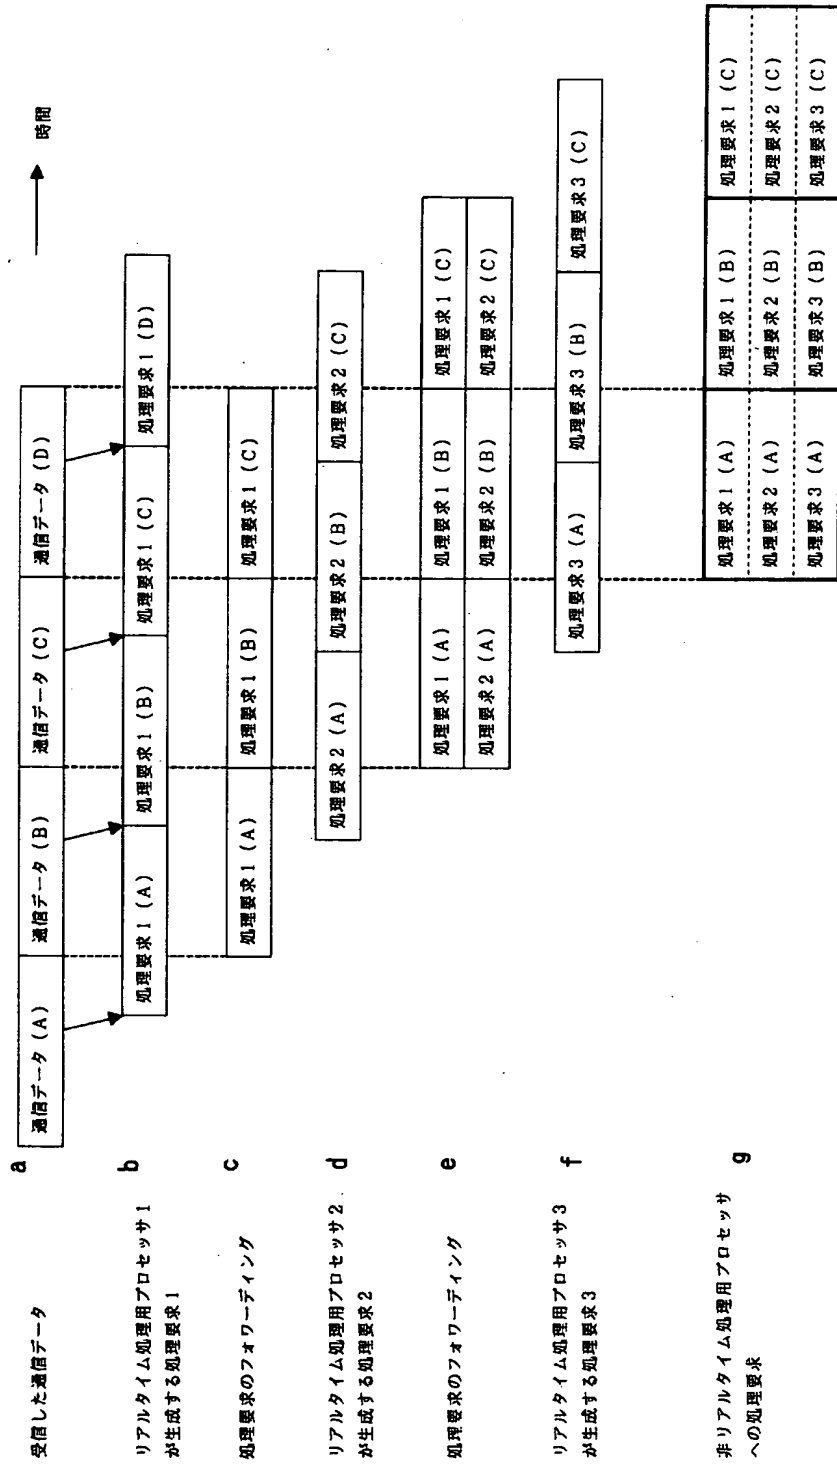 → 時間
受信した通信データ
a
通信データ(A)
通信データ(B)
通信データ(C)
通信データ(D)
リアルタイム処理用プロセッサ1
が生成する処理要求1
b
処理要求1(A)
処理要求1(B)
処理要求1(C)
処理要求1(D)
処理要求のフォワーディング
c
処理要求1(A)
処理要求1(B)
処理要求1(C)
リアルタイム処理用プロセッサ2
が生成する処理要求2
d
処理要求2(A)
処理要求2(B)
処理要求2(C)
処理要求のフォワーディング
e
処理要求1(A)
処理要求1(B)
処理要求1(C)
処理要求2(A)
処理要求2(B)
処理要求2(C)
リアルタイム処理用プロセッサ3
が生成する処理要求3
f
処理要求3(A)
処理要求3(B)
処理要求3(C)
非リアルタイム処理用プロセッサ
への処理要求
g
処理要求1(A)
処理要求1(B)
処理要求1(C)
処理要求2(A)
処理要求2(B)
処理要求2(C)
処理要求3(A)
処理要求3(B)
処理要求3(C)